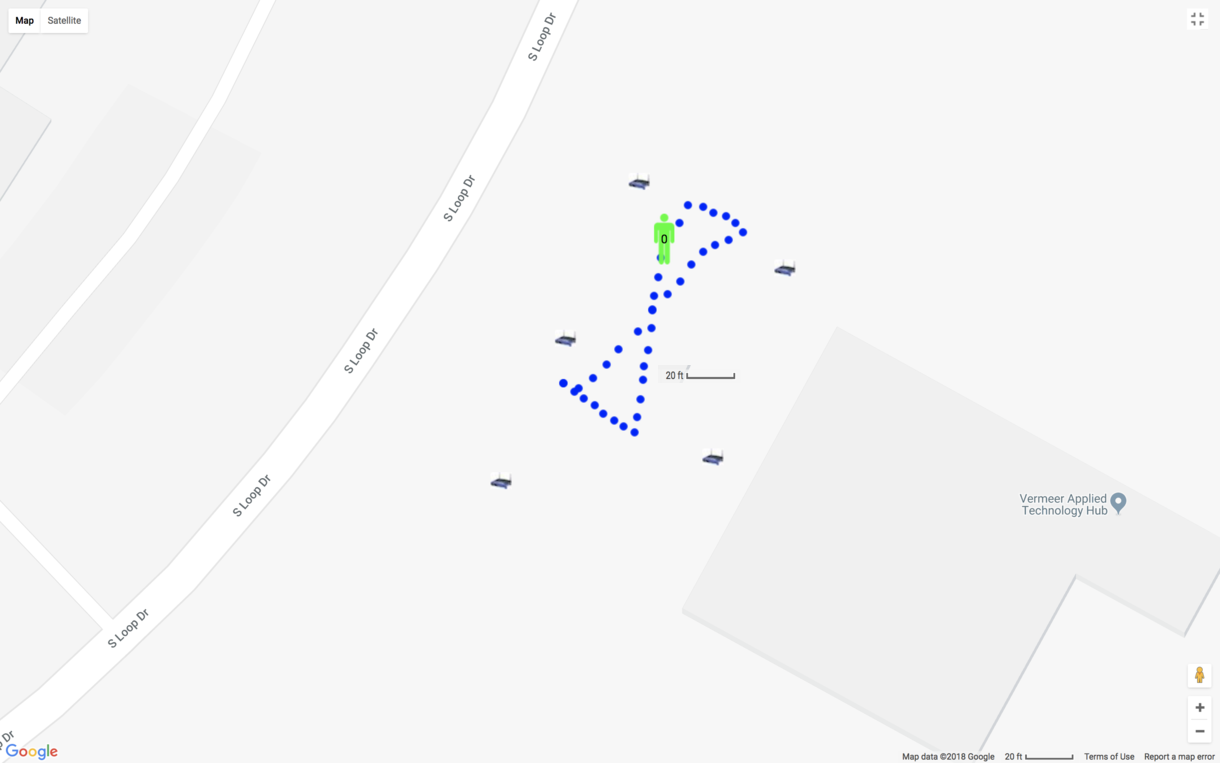 Map Satellite
S Loop Dr
S Loop Dr
0
S Loop Dr
20 ft
S Loop Dr
Vermeer Applied
Technology Hub
S Loop Dr
Dr
Google
Map data ©2018 Google 20 ft Terms of Use Report a map error